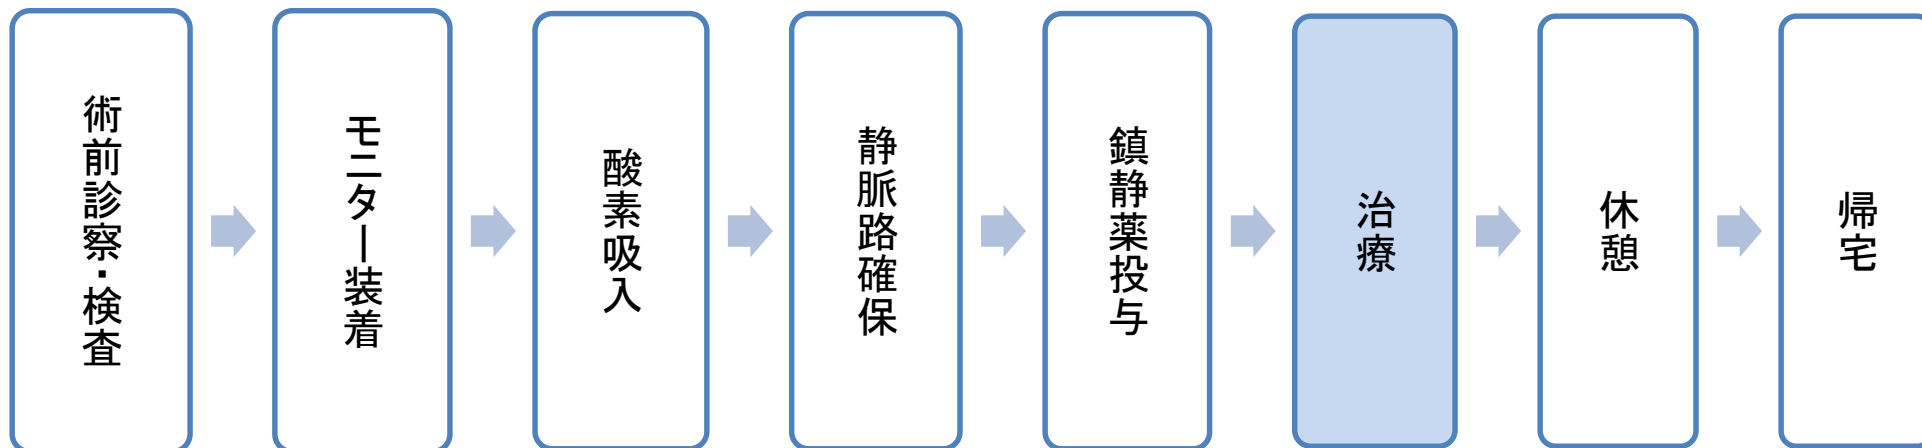 術前診察・検査
モニター装着
酸素吸入
静脈路確保
鎮静薬投与
治療
休憩
帰宅